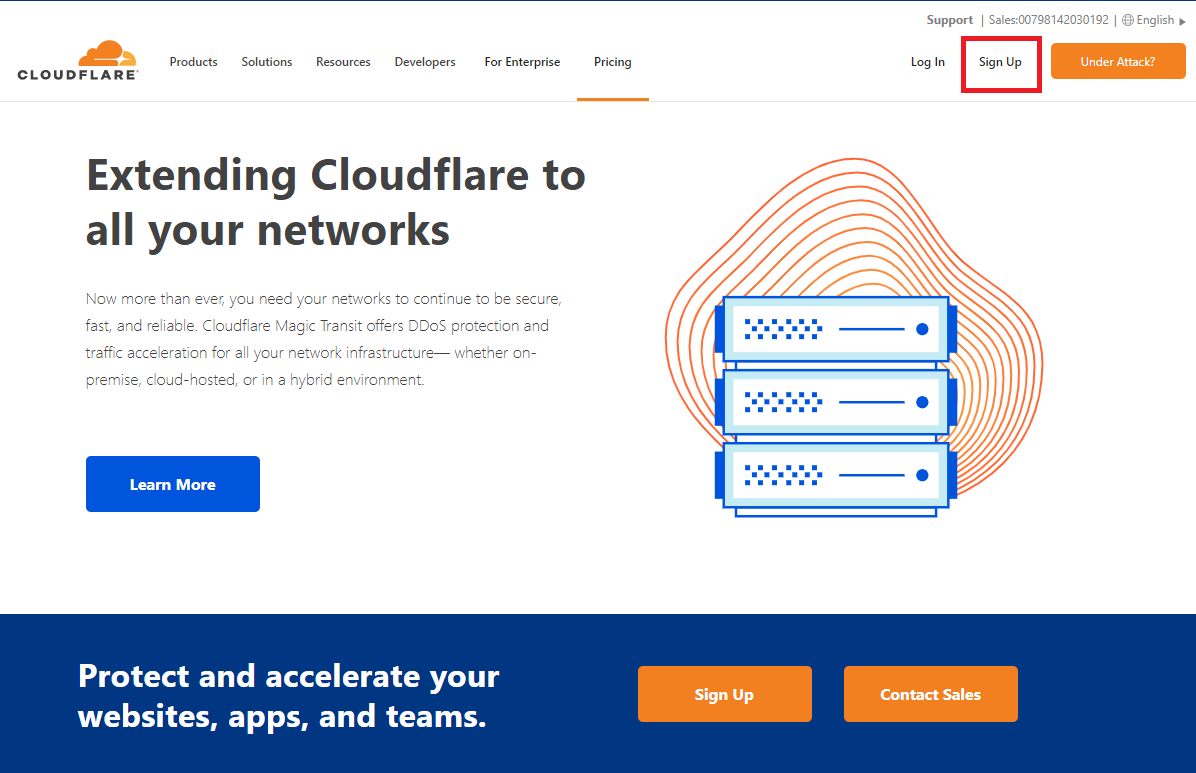 Support | Sales:00798142030192 | English
CLOUDFLARE
Products Solutions Resources Developers For Enterprise Pricing Log In Sign Up Under Attack?
Extending Cloudflare to
all your networks
Now more than ever, you need your networks to continue to be secure,
fast, and reliable. Cloudflare Magic Transit offers DDoS protection and
traffic acceleration for all your network infrastructure— whether on-
premise, cloud-hosted, or in a hybrid environment.
Learn More
Protect and accelerate your
websites, apps, and teams.
Sign Up Contact Sales